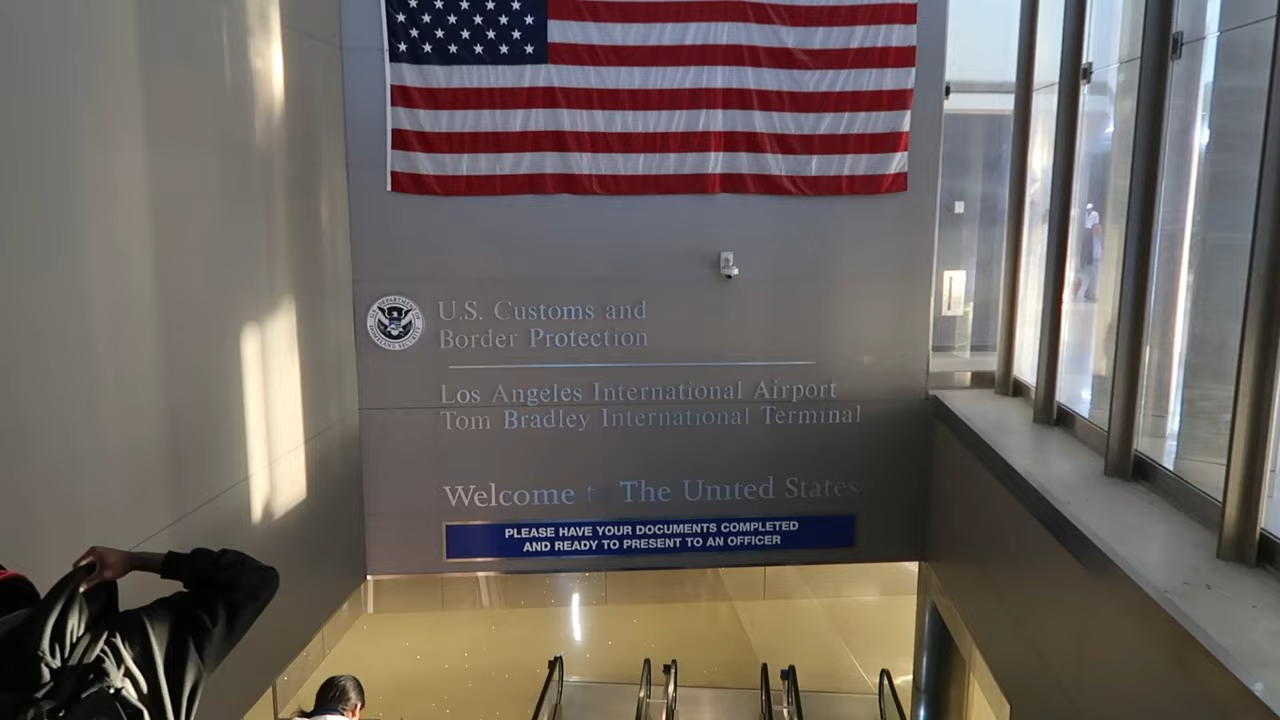 U.S. Customs and
Border Protection
Los Angeles International Airport
Tom Bradley International Terminal
Welcome to The United States
PLEASE HAVE YOUR DOCUMENTS COMPLETED
AND READY TO PRESENT TO AN OFFICER